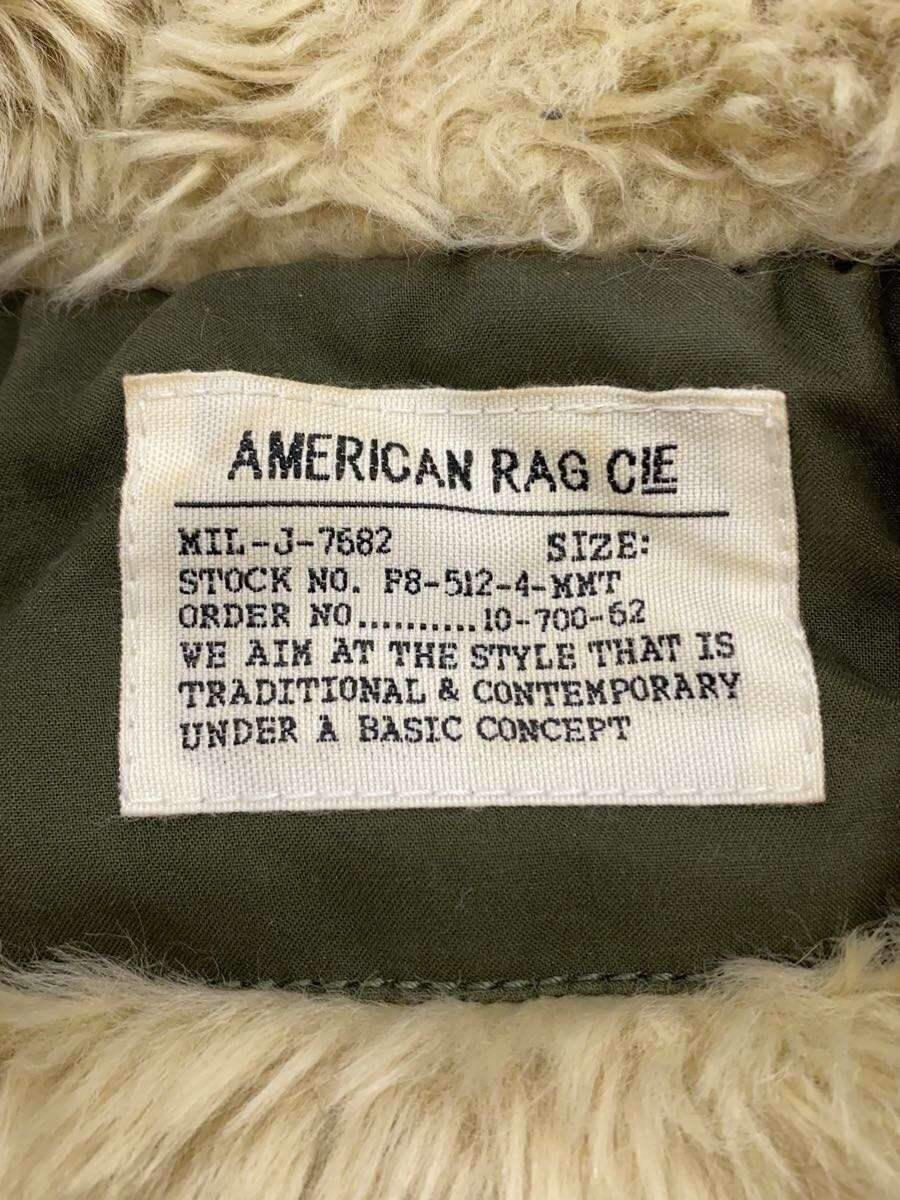 AMERICAN RAG CIE
MIL-J-7682 SIZE:
STOCK NO. P8-512-4-MMT
ORDER NO..........10-700-62
WE AIM AT THE STYLE THAT IS
TRADITIONAL & CONTEMPORARY
UNDER A BASIC CONCEPT